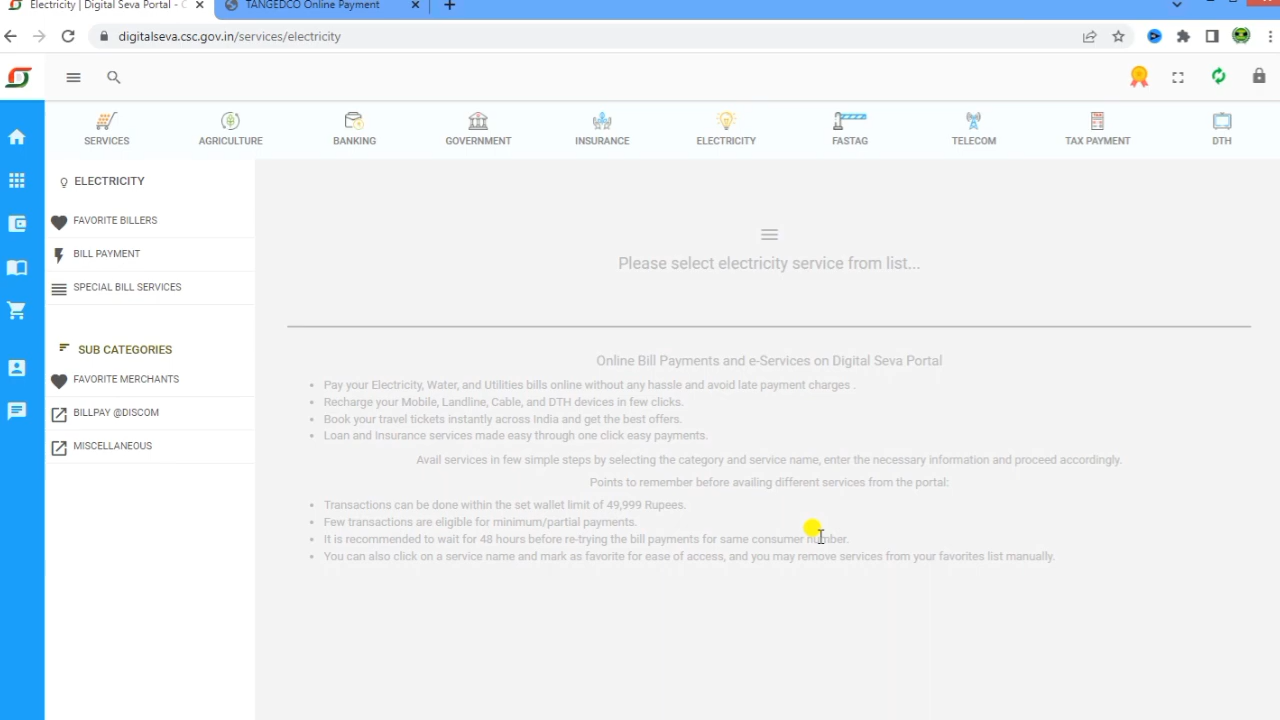 Electricity | Digital Seva Portal - C
TANGEDCO Online Payment
digitalseva.csc.gov.in/services/electricity
SERVICES
AGRICULTURE
BANKING
GOVERNMENT
INSURANCE
ELECTRICITY
FASTAG
TELECOM
TAX PAYMENT
DTH
ELECTRICITY
FAVORITE BILLERS
BILL PAYMENT
SPECIAL BILL SERVICES
SUB CATEGORIES
FAVORITE MERCHANTS
BILLPAY @DISCOM
MISCELLANEOUS
Please select electricity service from list...
Online Bill Payments and e-Services on Digital Seva Portal
Pay your Electricity, Water, and Utilities bills online without any hassle and avoid late payment charges .
Recharge your Mobile, Landline, Cable, and DTH devices in few clicks.
Book your travel tickets instantly across India and get the best offers.
Loan and Insurance services made easy through one click easy payments.
Avail services in few simple steps by selecting the category and service name, enter the necessary information and proceed accordingly.
Points to remember before availing different services from the portal:
Transactions can be done within the set wallet limit of 49,999 Rupees.
Few transactions are eligible for minimum/partial payments.
It is recommended to wait for 48 hours before re-trying the bill payments for same consumer number.
You can also click on a service name and mark as favorite for ease of access, and you may remove services from your favorites list manually.